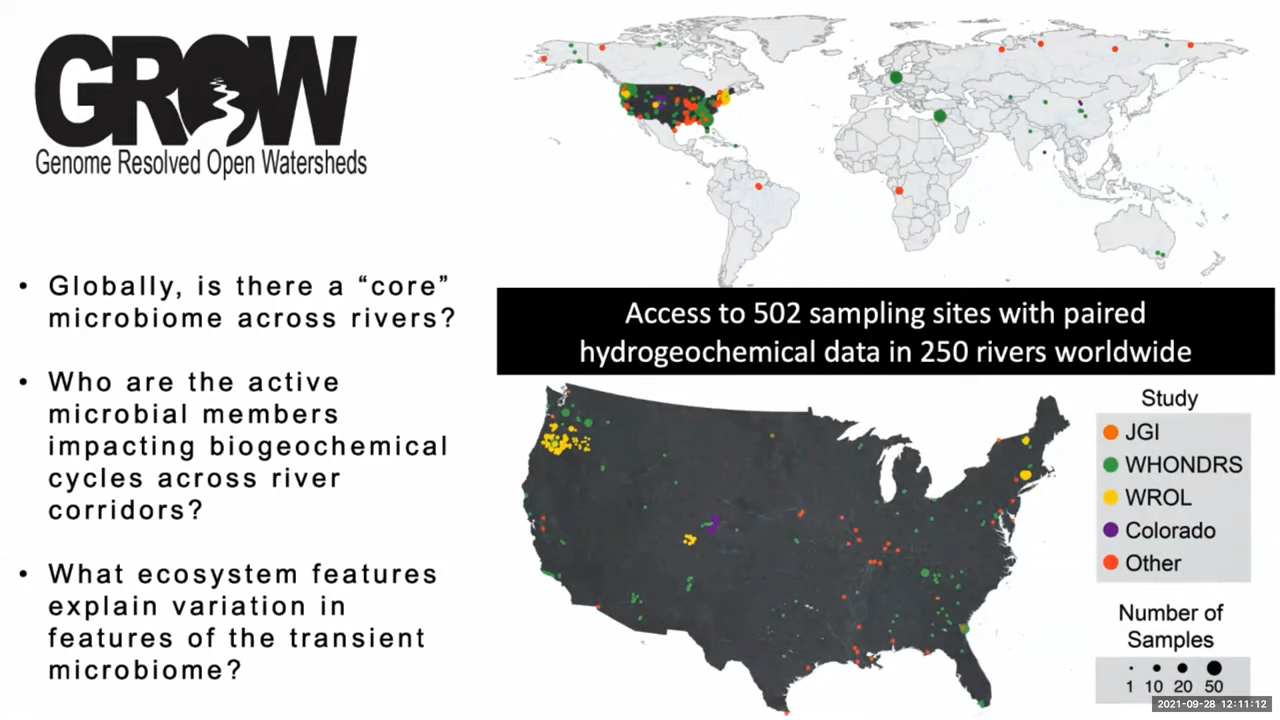 GROW
Genome Resolved Open Watersheds
• Globally, is there a “core”
microbiome across rivers?
• Who are the active
microbial members
impacting biogeochemical
cycles across river
corridors?
• What ecosystem features
explain variation in
features of the transient
microbiome?
Access to 502 sampling sites with paired
hydrogeochemical data in 250 rivers worldwide
Study
JGI
WHONDRS
WROL
Colorado
Other
Number of
Samples
1 10 20 50
2021-09-28 12:11:12